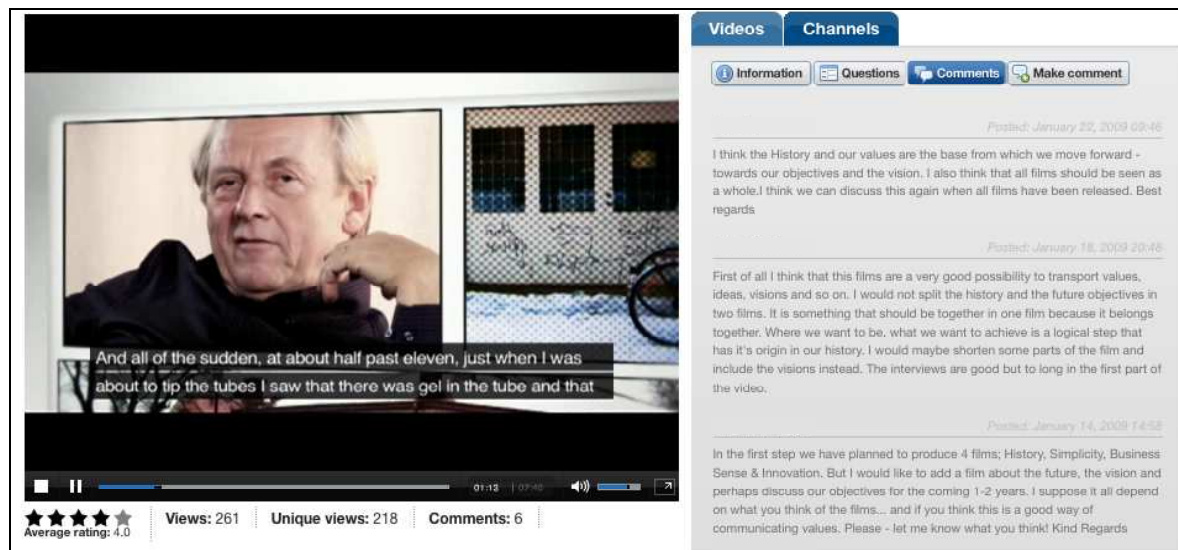 Videos
Channels
Information
Questions
Comments
Make comment
And all of the sudden, at about half past eleven, just when I was
about to tip the tubes I saw that there was gel in the tube and that
01:13 | 07:40
Average rating: 4.0
Views: 261
Unique views: 218
Comments: 6
Posted: January 22, 2009 09:46
I think the History and our values are the base from which we move forward -
towards our objectives and the vision. I also think that all films should be seen as
a whole.I think we can discuss this again when all films have been released. Best
regards
Posted: January 18, 2009 20:46
First of all I think that this films are a very good possibility to transport values,
ideas, visions and so on. I would not split the history and the future objectives in
two films. It is something that should be together in one film because it belongs
together. Where we want to be, what we want to achieve is a logical step that
has it's origin in our history. I would maybe shorten some parts of the film and
include the visions instead. The interviews are good but to long in the first part of
the video.
Posted: January 14, 2009 14:58
In the first step we have planned to produce 4 films; History, Simplicity, Business
Sense & Innovation. But I would like to add a film about the future, the vision and
perhaps discuss our objectives for the coming 1-2 years. I suppose it all depend
on what you think of the films... and if you think this is a good way of
communicating values. Please - let me know what you think! Kind Regards